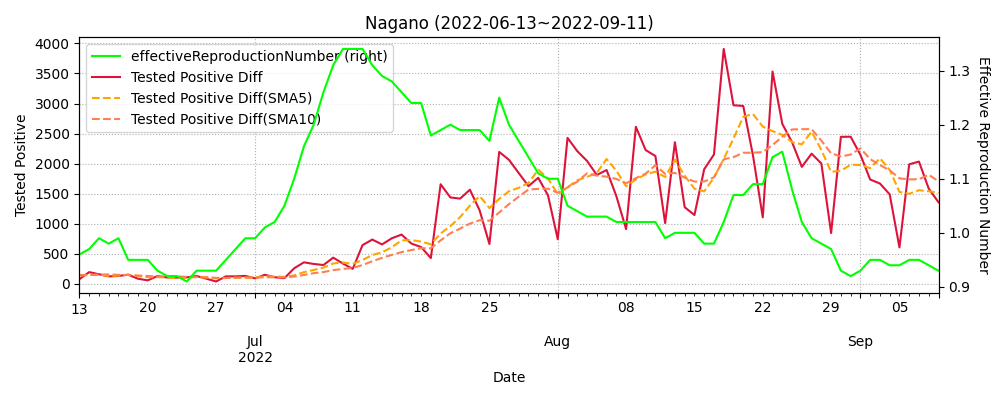 Nagano (2022-06-13~2022-09-11)
effectiveReproductionNumber (right)
Tested Positive Diff
Tested Positive Diff(SMA5)
Tested Positive Diff(SMA10)
Tested Positive
4000
3500
3000
2500
2000
1500
1000
500
0
Effective Reproduction Number
1.3
1.2
1.1
1.0
0.9
13 20 27 04 11 18 25 08 15 22 29 05
Jul Aug Sep
2022
Date